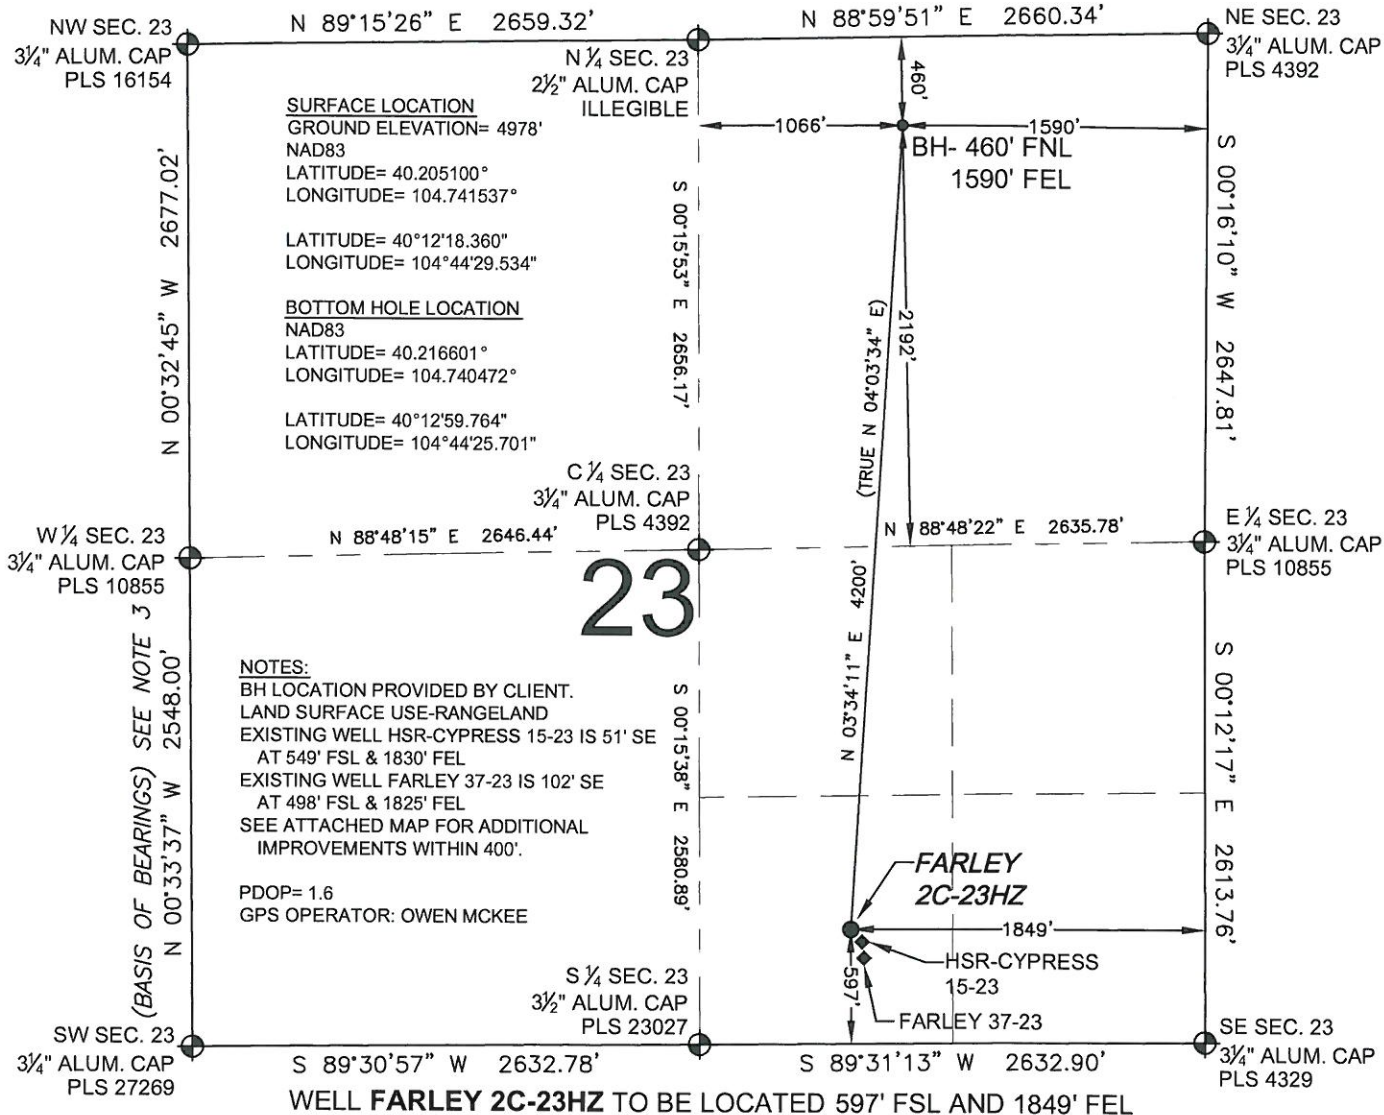 N 89°15'26" E 2659.32'
N 88°59'51" E 2660.34'
NW SEC. 23
3¼" ALUM. CAP
PLS 16154
N ¼ SEC. 23
2½" ALUM. CAP
ILLEGIBLE
NE SEC. 23
3¼" ALUM. CAP
PLS 4392
460'
1066'
1590'
BH- 460' FNL
1590' FEL
SURFACE LOCATION
GROUND ELEVATION= 4978'
NAD83
LATITUDE= 40.205100°
LONGITUDE= 104.741537°
LATITUDE= 40°12'18.360"
LONGITUDE= 104°44'29.534"
BOTTOM HOLE LOCATION
NAD83
LATITUDE= 40.216601°
LONGITUDE= 104.740472°
LATITUDE= 40°12'59.764"
LONGITUDE= 104°44'25.701"
N 00°32'45" W 2677.02'
S 00°15'53" E 2656.17'
(TRUE N 04°03'34" E)
2192'
S 00°16'10" W 2647.81'
C ¼ SEC. 23
3¼" ALUM. CAP
PLS 4392
W ¼ SEC. 23
3¼" ALUM. CAP
PLS 10855
N 88°48'15" E 2646.44'
N 88°48'22" E 2635.78'
E ¼ SEC. 23
3¼" ALUM. CAP
PLS 10855
23
(BASIS OF BEARINGS) SEE NOTE 3
N 00°33'37" W 2548.00'
NOTES:
BH LOCATION PROVIDED BY CLIENT.
LAND SURFACE USE-RANGELAND
EXISTING WELL HSR-CYPRESS 15-23 IS 51' SE
AT 549' FSL & 1830' FEL
EXISTING WELL FARLEY 37-23 IS 102' SE
AT 498' FSL & 1825' FEL
SEE ATTACHED MAP FOR ADDITIONAL
IMPROVEMENTS WITHIN 400'.
PDOP= 1.6
GPS OPERATOR: OWEN MCKEE
S 00°15'38" E 2580.89'
N 03°34'11" E 4200'
S 00°12'17" E 2613.76'
FARLEY
2C-23HZ
1849'
597'
HSR-CYPRESS
15-23
FARLEY 37-23
S ¼ SEC. 23
3½" ALUM. CAP
PLS 23027
SW SEC. 23
3¼" ALUM. CAP
PLS 27269
SE SEC. 23
3¼" ALUM. CAP
PLS 4329
S 89°30'57" W 2632.78'
S 89°31'13" W 2632.90'
WELL FARLEY 2C-23HZ TO BE LOCATED 597' FSL AND 1849' FEL